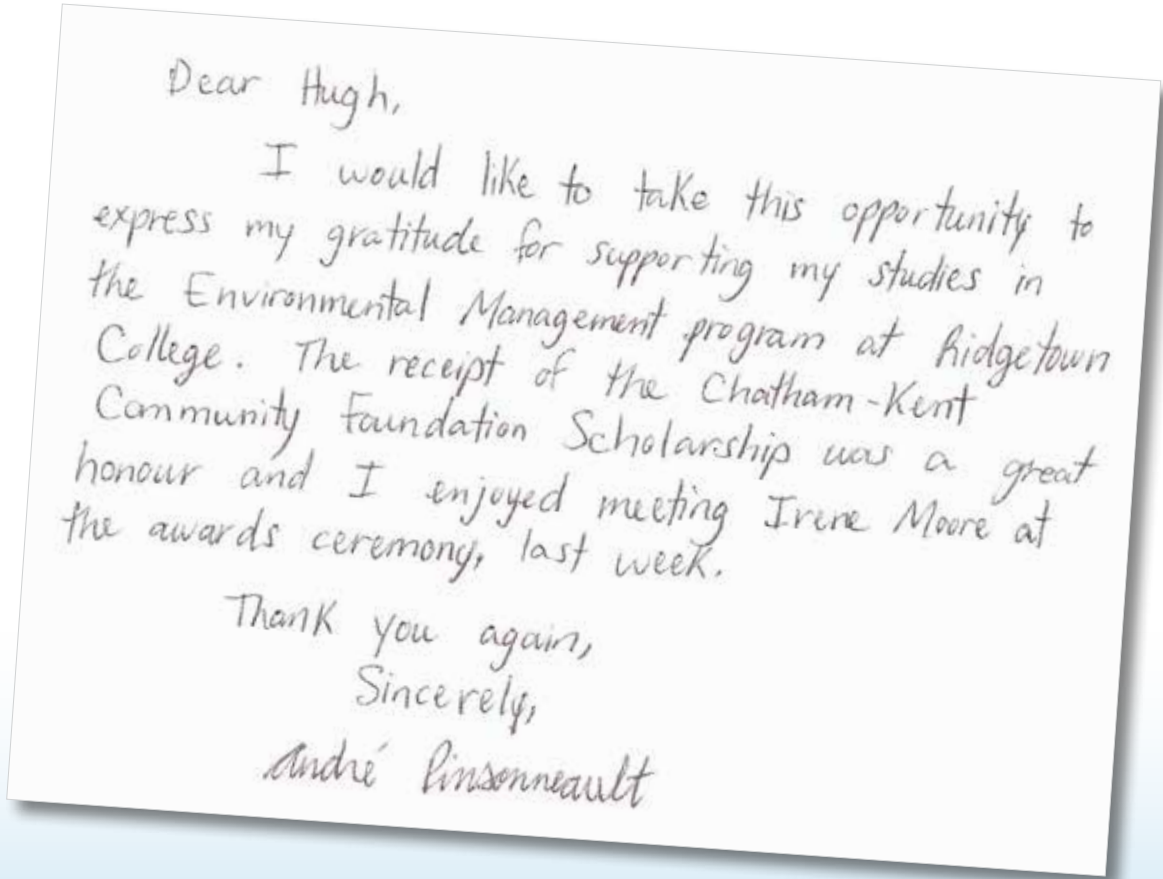 Dear Hugh,
I would like to take this opportunity to
express my gratitude for supporting my studies in
the Environmental Management program at Ridgetown
College. The receipt of the Chatham-Kent
Community Foundation Scholarship was a great
honour and I enjoyed meeting Irene Moore at
the awards ceremony, last week.
Thank you again,
Sincerely,
André Pinsonneault